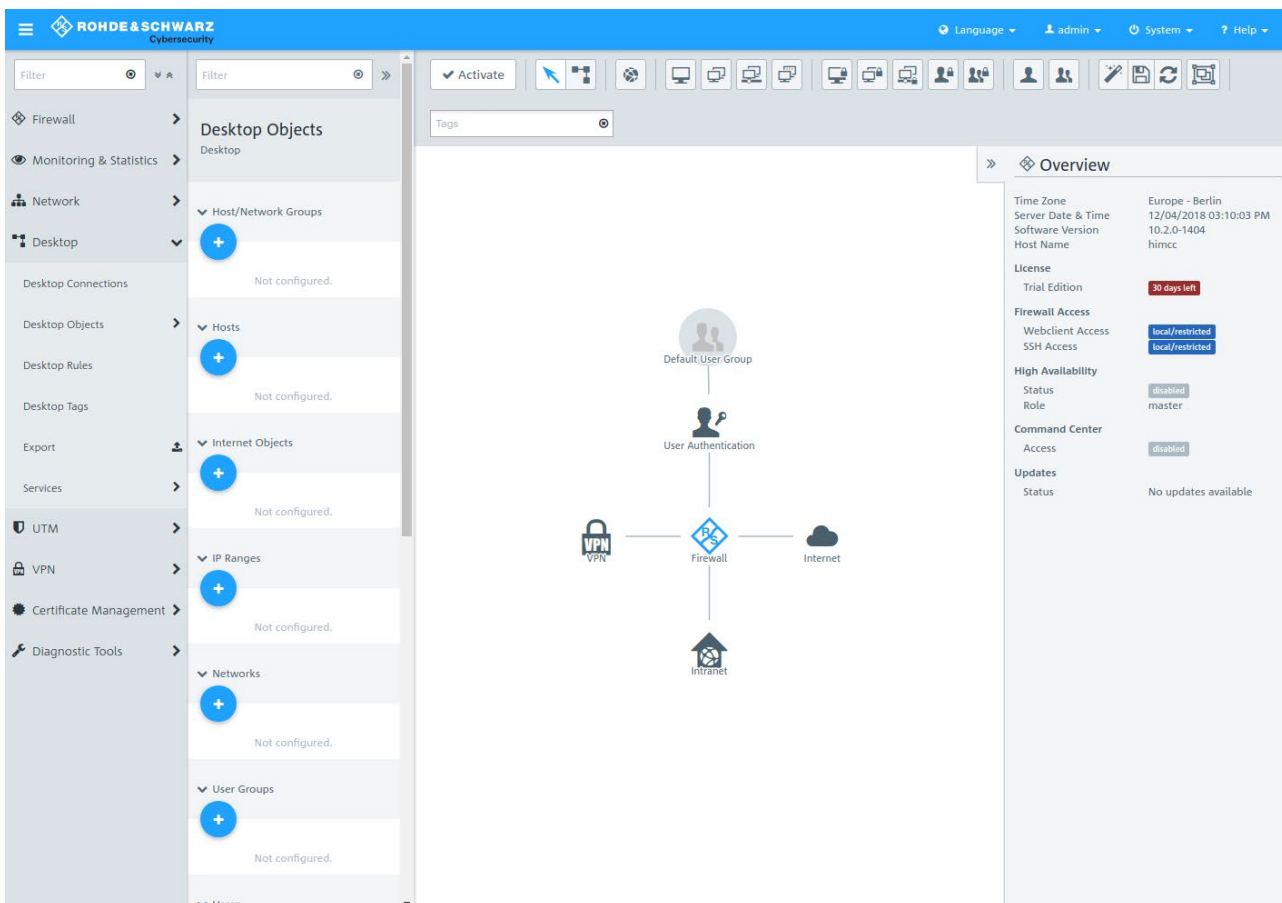 ROHDE & SCHWARZ
Cybersecurity
Language
admin
System
? Help
Filter
Firewall
Monitoring & Statistics
Network
Desktop
Desktop Connections
Desktop Objects
Desktop Rules
Desktop Tags
Export
Services
UTM
VPN
Certificate Management
Diagnostic Tools
Filter
Desktop Objects
Desktop
Host/Network Groups
Not configured.
Hosts
Not configured.
Internet Objects
Not configured.
IP Ranges
Not configured.
Networks
Not configured.
User Groups
Not configured.
Activate
Tags
Default User Group
User Authentication
VPN
VPN
R S
Firewall
Internet
Intranet
Overview
Time Zone Europe - Berlin
Server Date & Time 12/04/2018 03:10:03 PM
Software Version 10.2.0-1404
Host Name himcc
License
Trial Edition 30 days left
Firewall Access
Webclient Access local/restricted
SSH Access local/restricted
High Availability
Status disabled
Role master
Command Center
Access disabled
Updates
Status No updates available